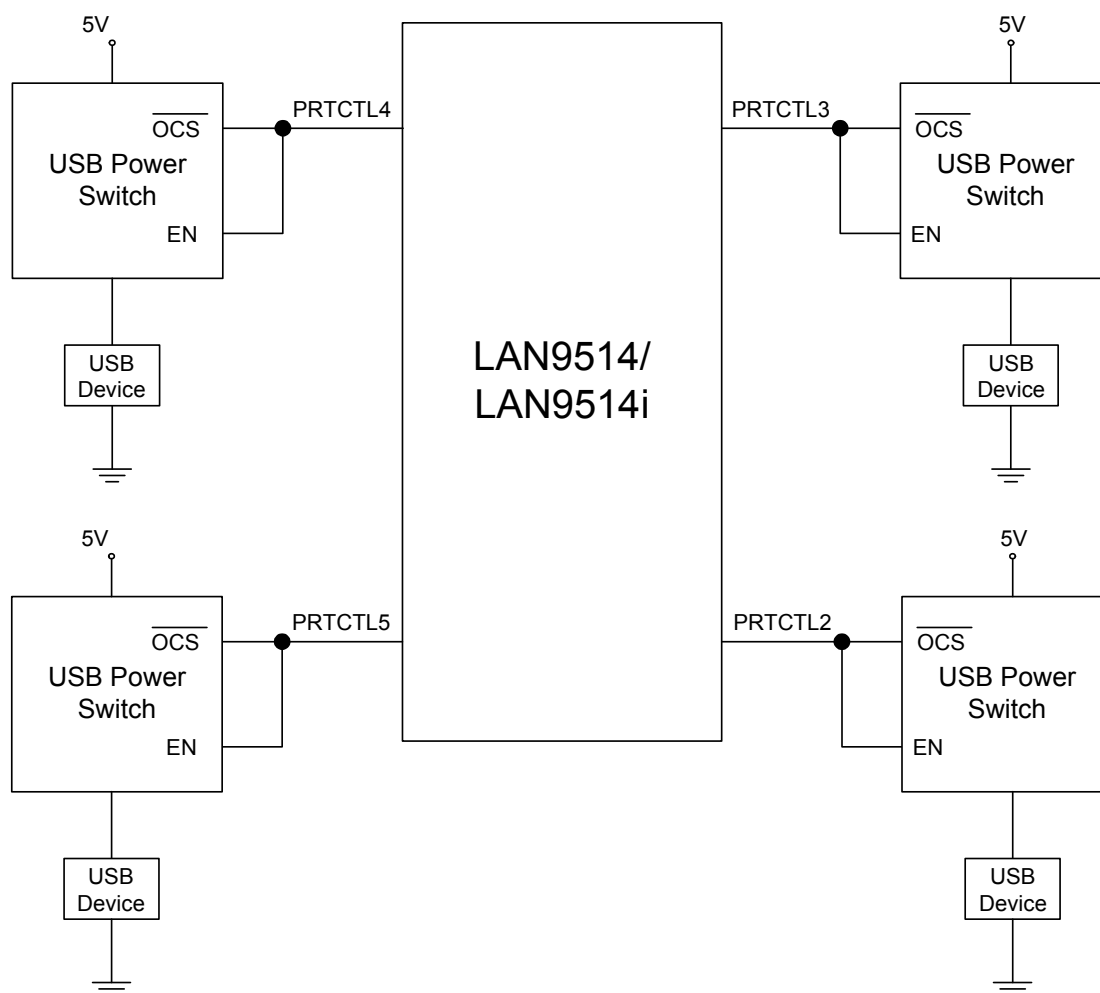 5V
OCS
USB Power
Switch
EN
PRTCTL4
USB
Device
LAN9514/
LAN9514i
5V
PRTCTL3
OCS
USB Power
Switch
EN
USB
Device
5V
OCS
USB Power
Switch
EN
PRTCTL5
USB
Device
5V
PRTCTL2
OCS
USB Power
Switch
EN
USB
Device